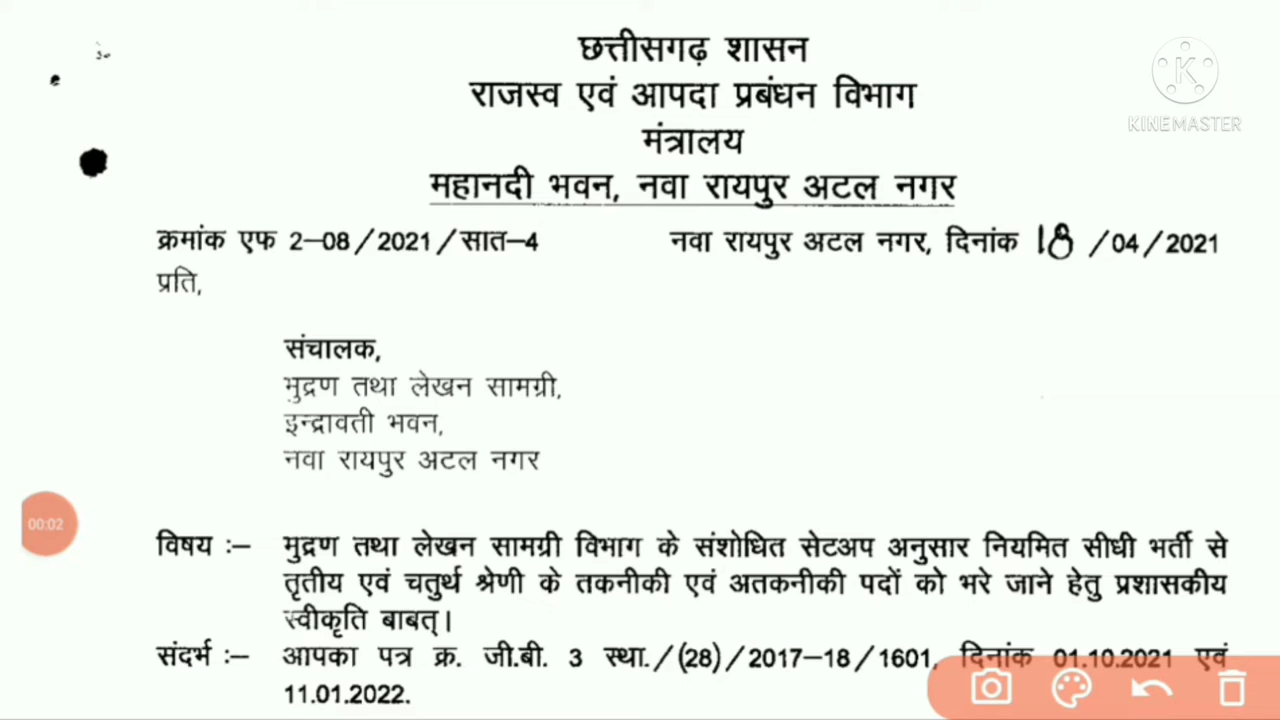 छत्तीसगढ़ शासन
राजस्व एवं आपदा प्रबंधन विभाग
मंत्रालय
महानदी भवन, नवा रायपुर अटल नगर
KINEMASTER
क्रमांक एफ 2–08/2021/सात–4 नवा रायपुर अटल नगर, दिनांक 18/04/2021
प्रति,
संचालक,
मुद्रण तथा लेखन सामग्री,
इन्द्रावती भवन,
नवा रायपुर अटल नगर
00:02
विषय :– मुद्रण तथा लेखन सामग्री विभाग के संशोधित सेटअप अनुसार नियमित सीधी भर्ती से
तृतीय एवं चतुर्थ श्रेणी के तकनीकी एवं अतकनीकी पदों को भरे जाने हेतु प्रशासकीय
स्वीकृति बाबत्।
संदर्भ :– आपका पत्र क्र. जी.बी. 3 स्था./(28)/2017–18/1601, दिनांक 01.10.2021 एवं
11.01.2022.